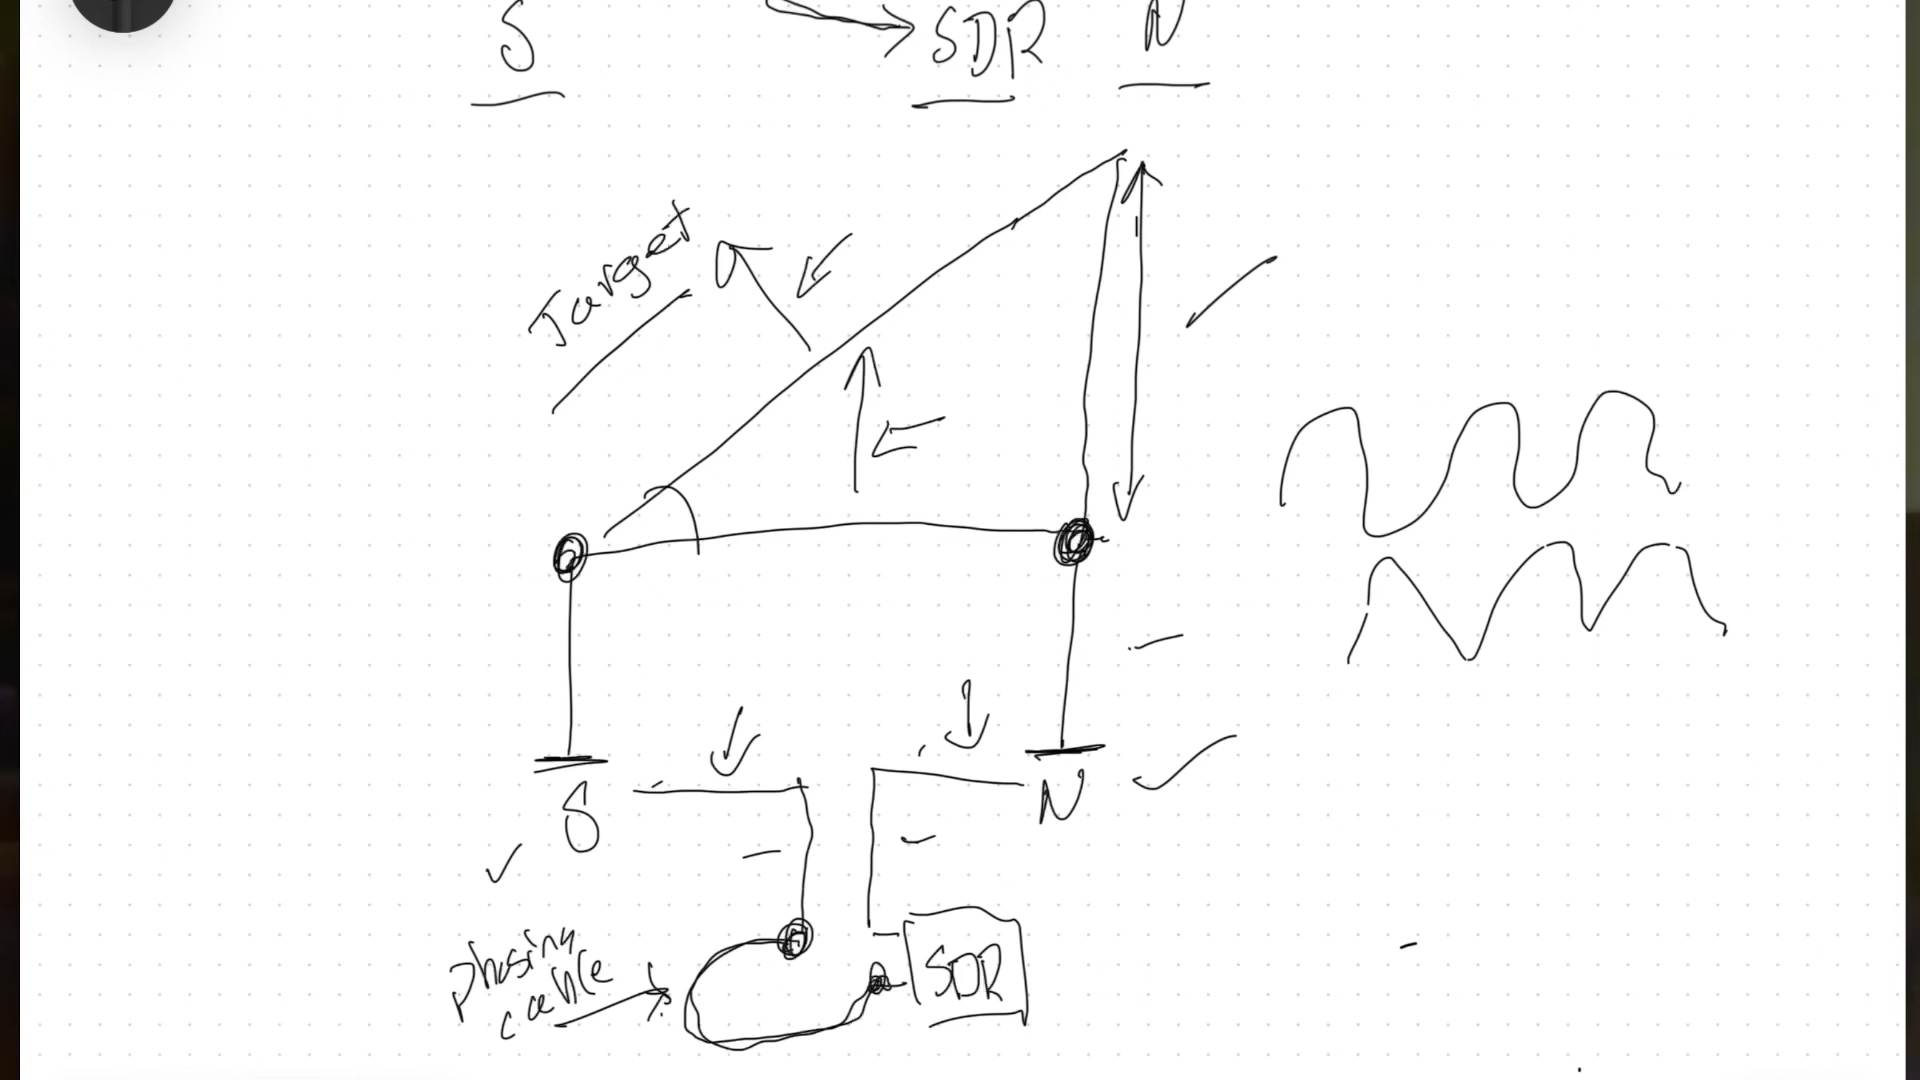 S SDR N
Target
S N
phasing
cable
SDR